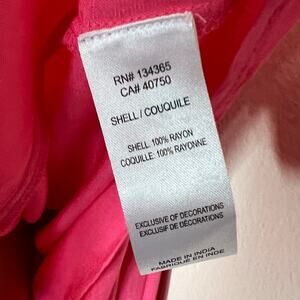 RN# 134365
CA# 40750
SHELL / COUQUILE
SHELL: 100% RAYON
COQUILLE: 100% RAYONNE
EXCLUSIVE OF DECORATIONS
EXCLUSIF DE DÉCORATIONS
MADE IN INDIA
FABRIQUÉ EN INDE